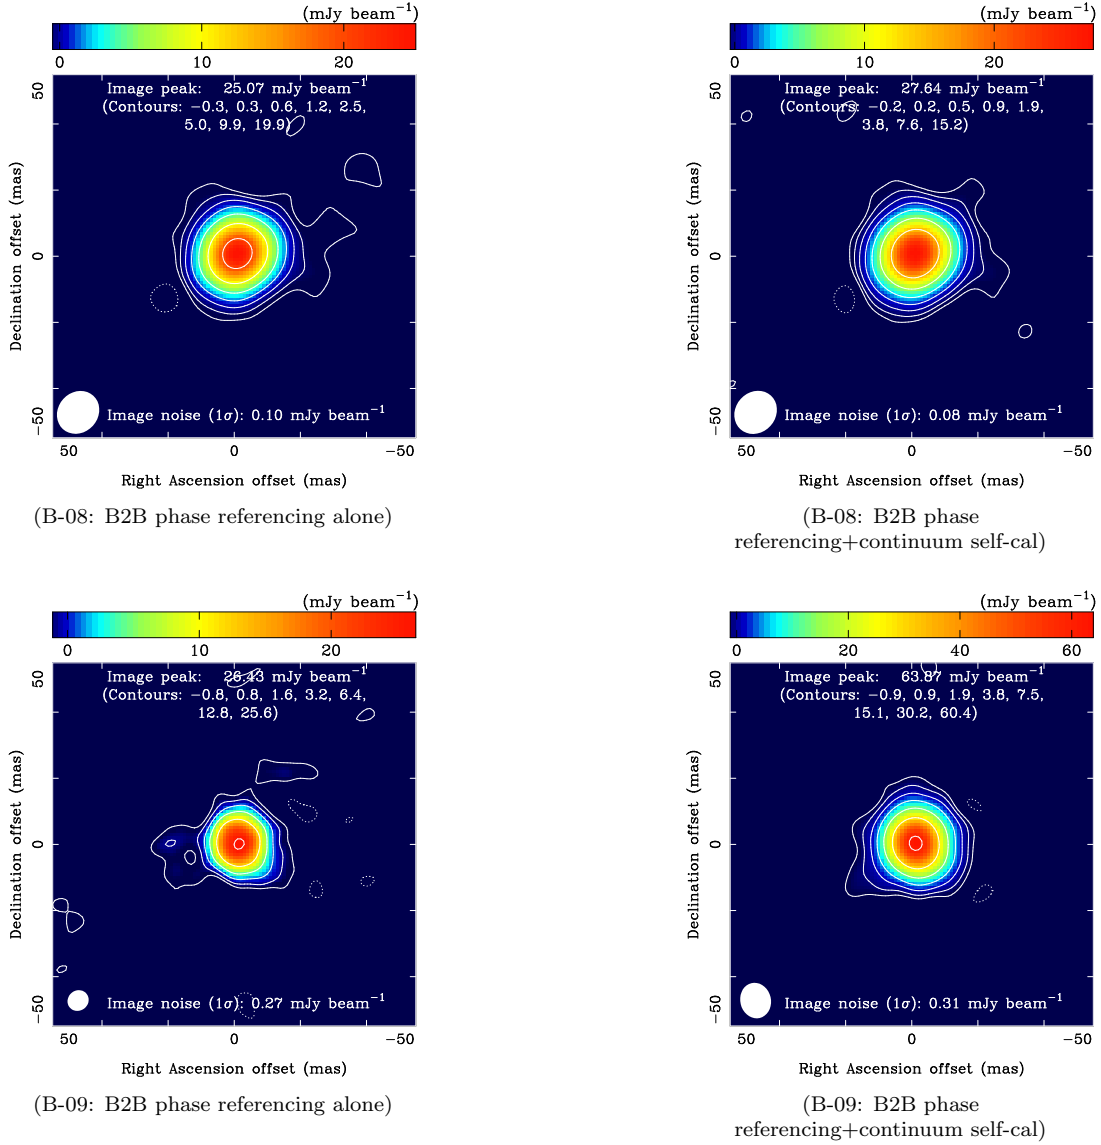 (mJy beam⁻¹)
0 10 20
Image peak: 25.07 mJy beam⁻¹
(Contours: −0.3, 0.3, 0.6, 1.2, 2.5,
5.0, 9.9, 19.9)
50
Declination offset (mas)
0
−50
Image noise (1σ): 0.10 mJy beam⁻¹
50 0 −50
Right Ascension offset (mas)
(B-08: B2B phase referencing alone)
(mJy beam⁻¹)
0 10 20
Image peak: 27.64 mJy beam⁻¹
(Contours: −0.2, 0.2, 0.5, 0.9, 1.9,
3.8, 7.6, 15.2)
50
Declination offset (mas)
0
−50
Image noise (1σ): 0.08 mJy beam⁻¹
50 0 −50
Right Ascension offset (mas)
(B-08: B2B phase
referencing+continuum self-cal)
(mJy beam⁻¹)
0 10 20
Image peak: 26.43 mJy beam⁻¹
(Contours: −0.8, 0.8, 1.6, 3.2, 6.4,
12.8, 25.6)
50
Declination offset (mas)
0
−50
Image noise (1σ): 0.27 mJy beam⁻¹
50 0 −50
Right Ascension offset (mas)
(B-09: B2B phase referencing alone)
(mJy beam⁻¹)
0 20 40 60
Image peak: 63.87 mJy beam⁻¹
(Contours: −0.9, 0.9, 1.9, 3.8, 7.5,
15.1, 30.2, 60.4)
50
Declination offset (mas)
0
−50
Image noise (1σ): 0.31 mJy beam⁻¹
50 0 −50
Right Ascension offset (mas)
(B-09: B2B phase
referencing+continuum self-cal)